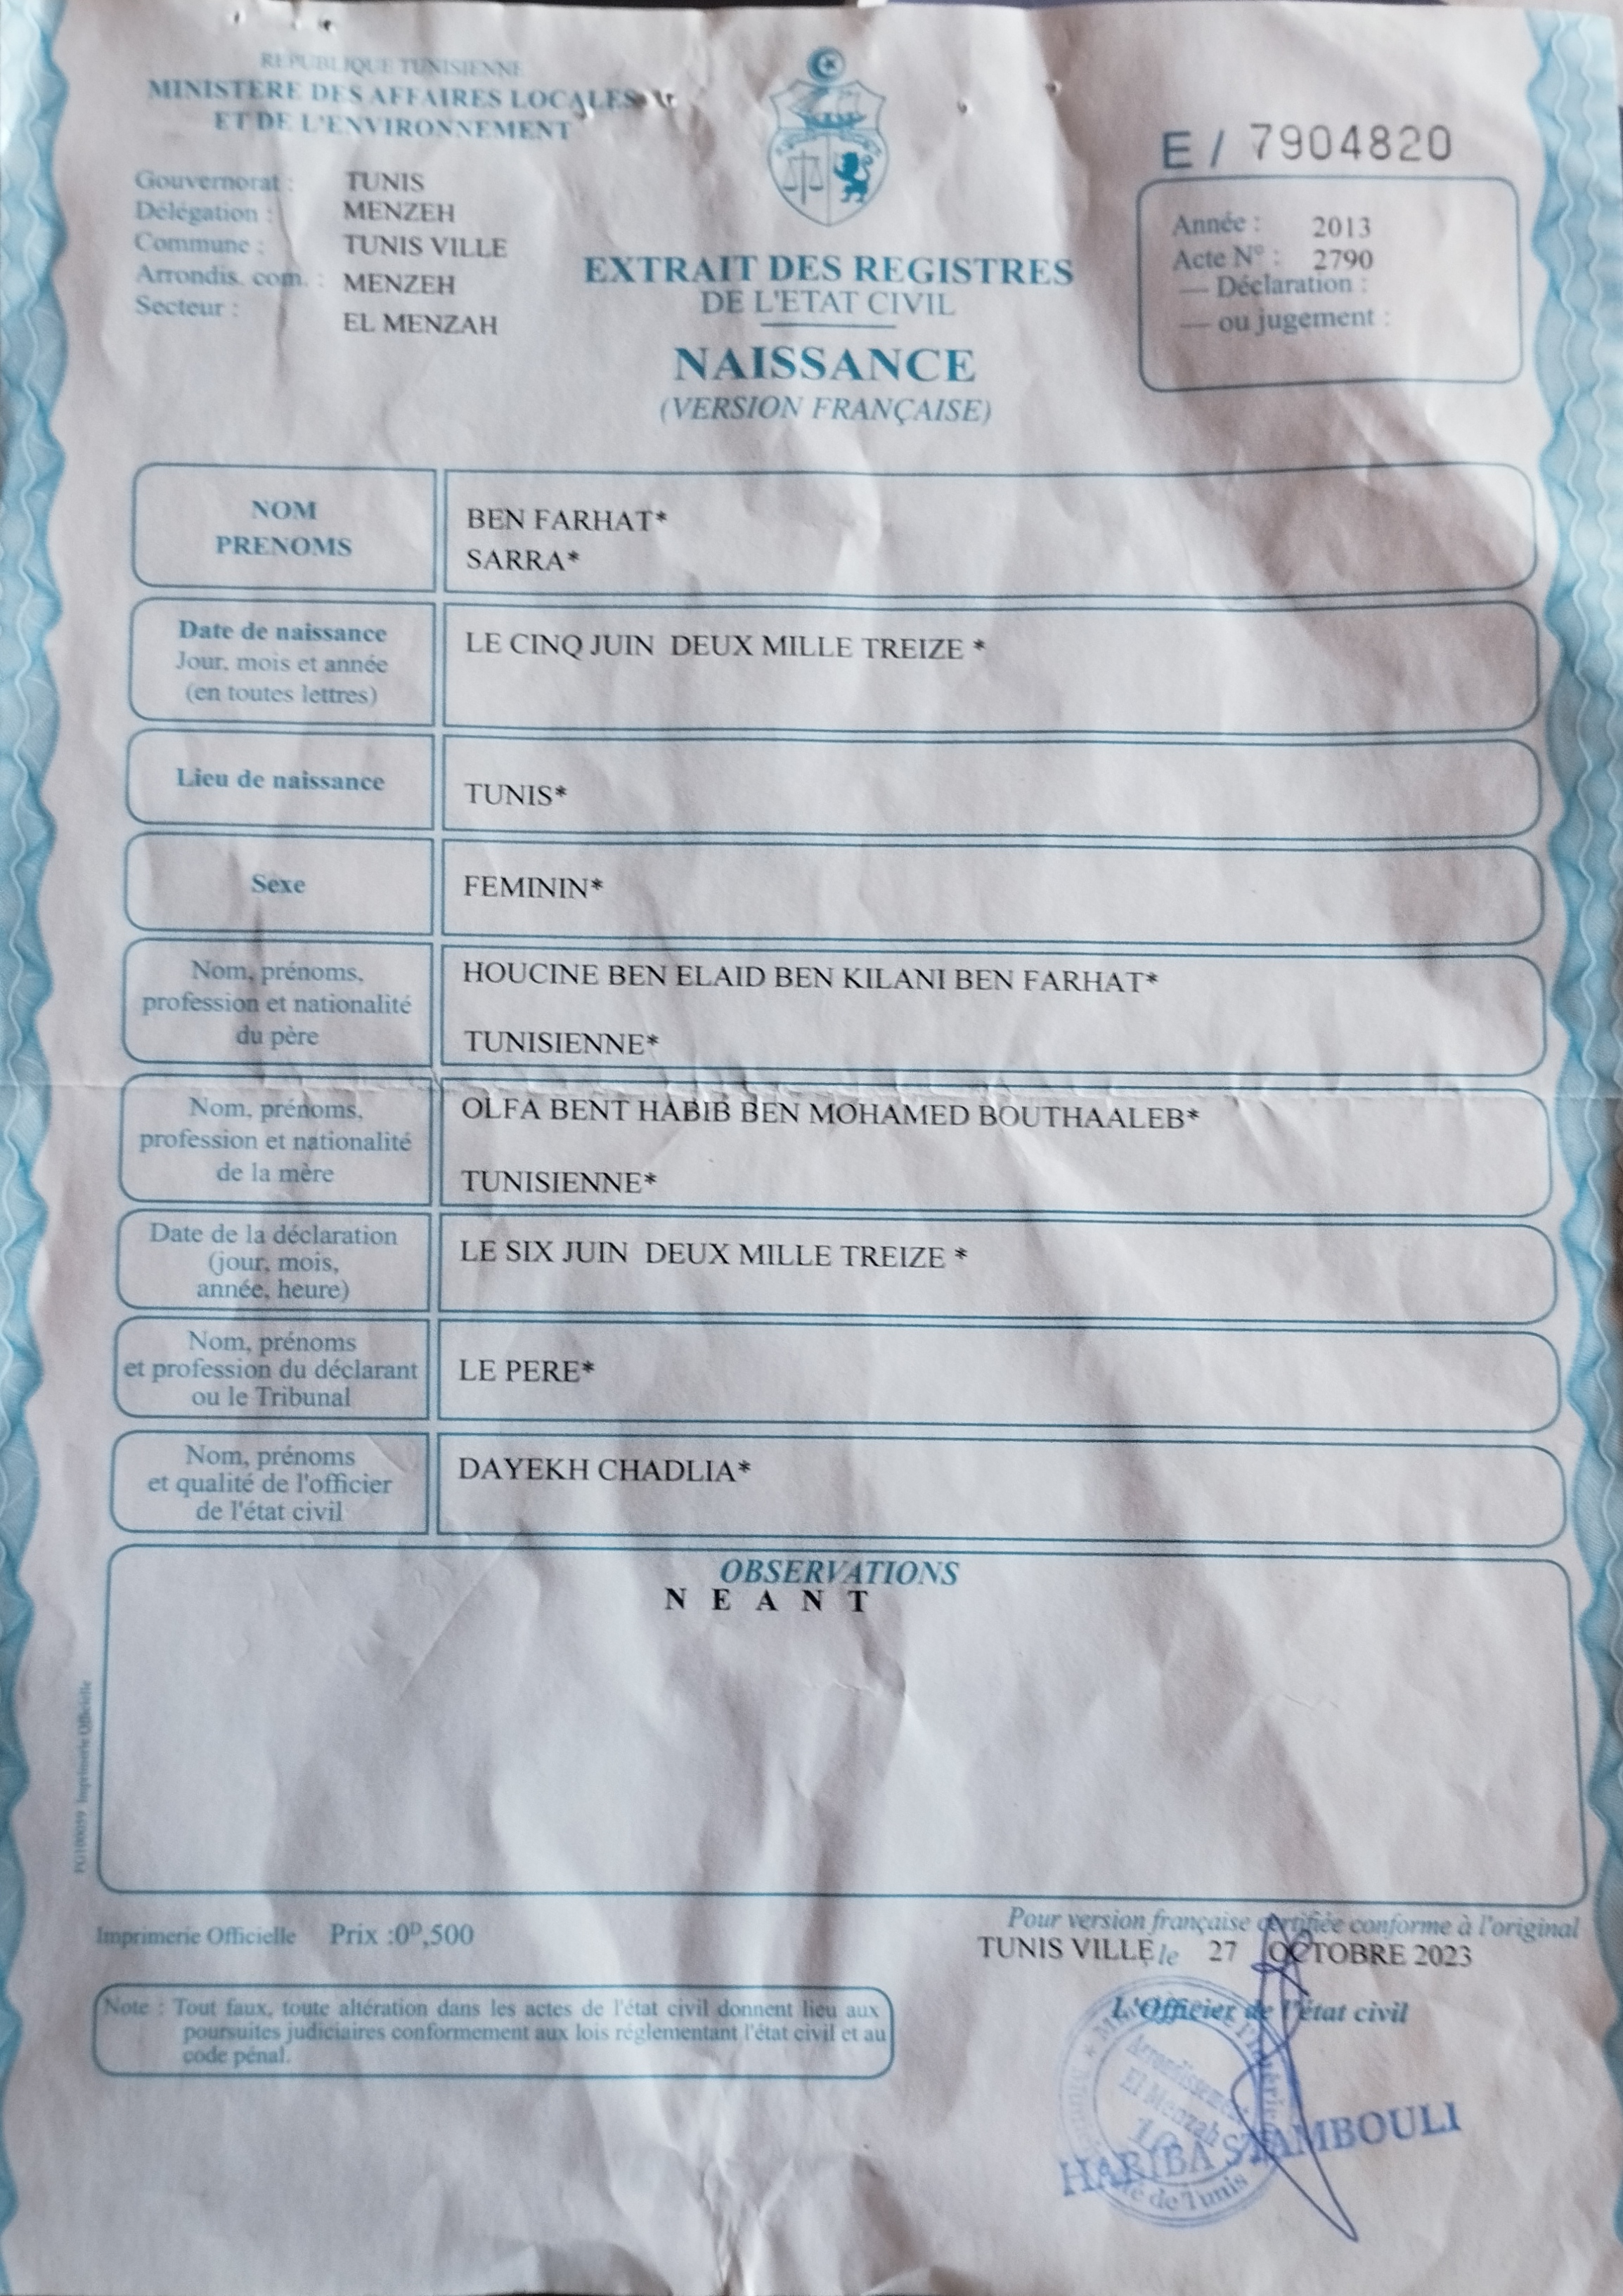 REPUBLIQUE TUNISIENNE
MINISTERE DES AFFAIRES LOCALES
ET DE L'ENVIRONNEMENT
Gouvernorat : TUNIS
Délégation : MENZEH
Commune : TUNIS VILLE
Arrondis. com. : MENZEH
Secteur : EL MENZAH
E / 7904820
Année : 2013
Acte N° : 2790
— Déclaration :
— ou jugement :
EXTRAIT DES REGISTRES
DE L'ETAT CIVIL
NAISSANCE
(VERSION FRANÇAISE)
NOM
PRENOMS
BEN FARHAT*
SARRA*
Date de naissance
Jour, mois et année
(en toutes lettres)
LE CINQ JUIN DEUX MILLE TREIZE *
Lieu de naissance
TUNIS*
Sexe
FEMININ*
Nom, prénoms,
profession et nationalité
du père
HOUCINE BEN ELAID BEN KILANI BEN FARHAT*
TUNISIENNE*
Nom, prénoms,
profession et nationalité
de la mère
OLFA BENT HABIB BEN MOHAMED BOUTHAALEB*
TUNISIENNE*
Date de la déclaration
(jour, mois,
année, heure)
LE SIX JUIN DEUX MILLE TREIZE *
Nom, prénoms
et profession du déclarant
ou le Tribunal
LE PERE*
Nom, prénoms
et qualité de l'officier
de l'état civil
DAYEKH CHADLIA*
OBSERVATIONS
N E A N T
Imprimerie Officielle
Imprimerie Officielle Prix :0ᴰ,500
Pour version française certifiée conforme à l'original
TUNIS VILLE le 27 OCTOBRE 2023
L'Officier de l'état civil
Note : Tout faux, toute altération dans les actes de l'état civil donnent lieu aux
poursuites judiciaires conformement aux lois réglementant l'état civil et au
code pénal.
Arrondissement
El Menzah
de Tunis
HABIBA STAMBOULI